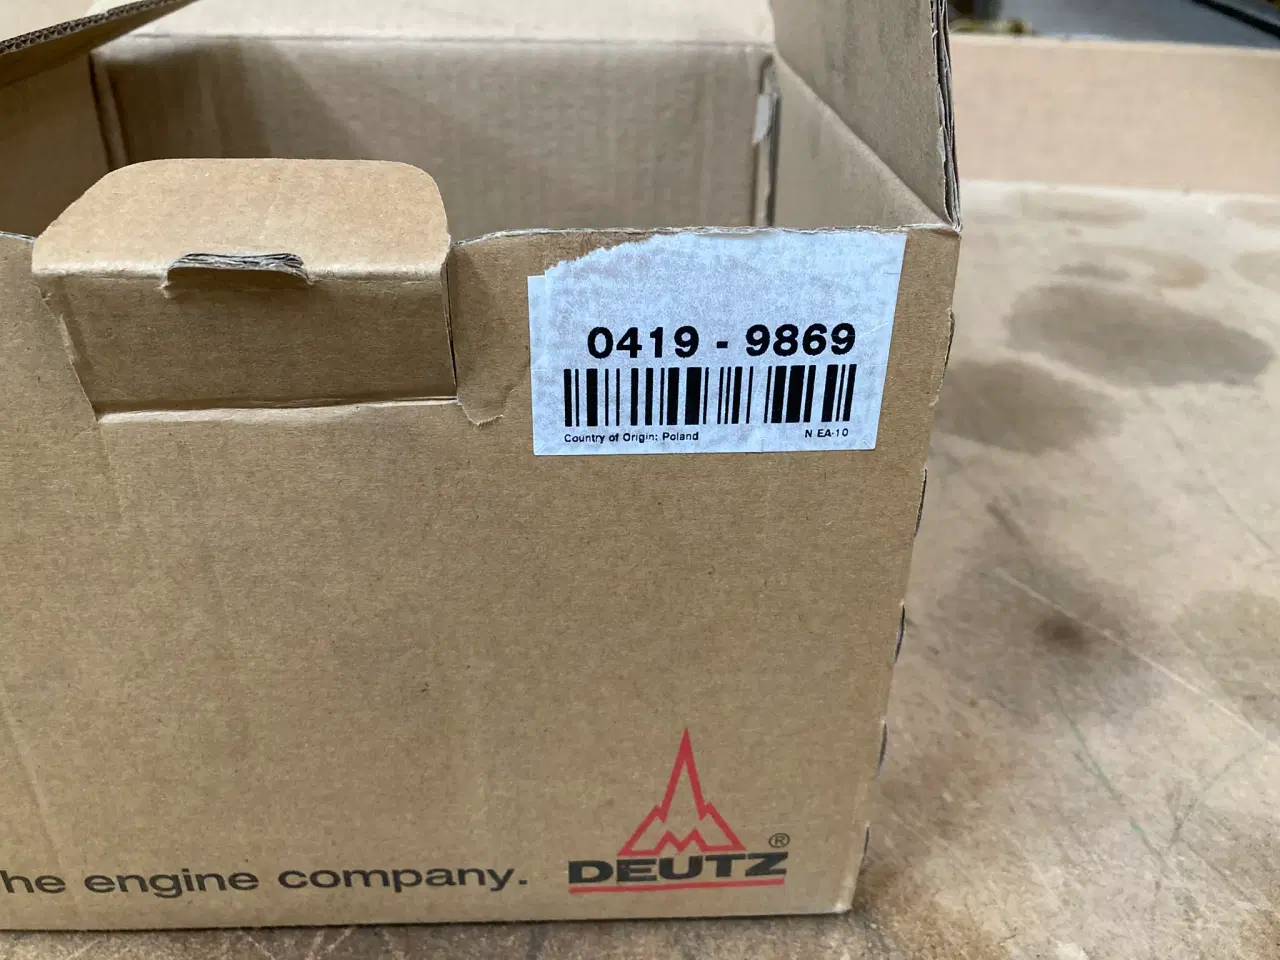 0419 - 9869
Country of Origin: Poland N EA-10
he engine company. DEUTZ®